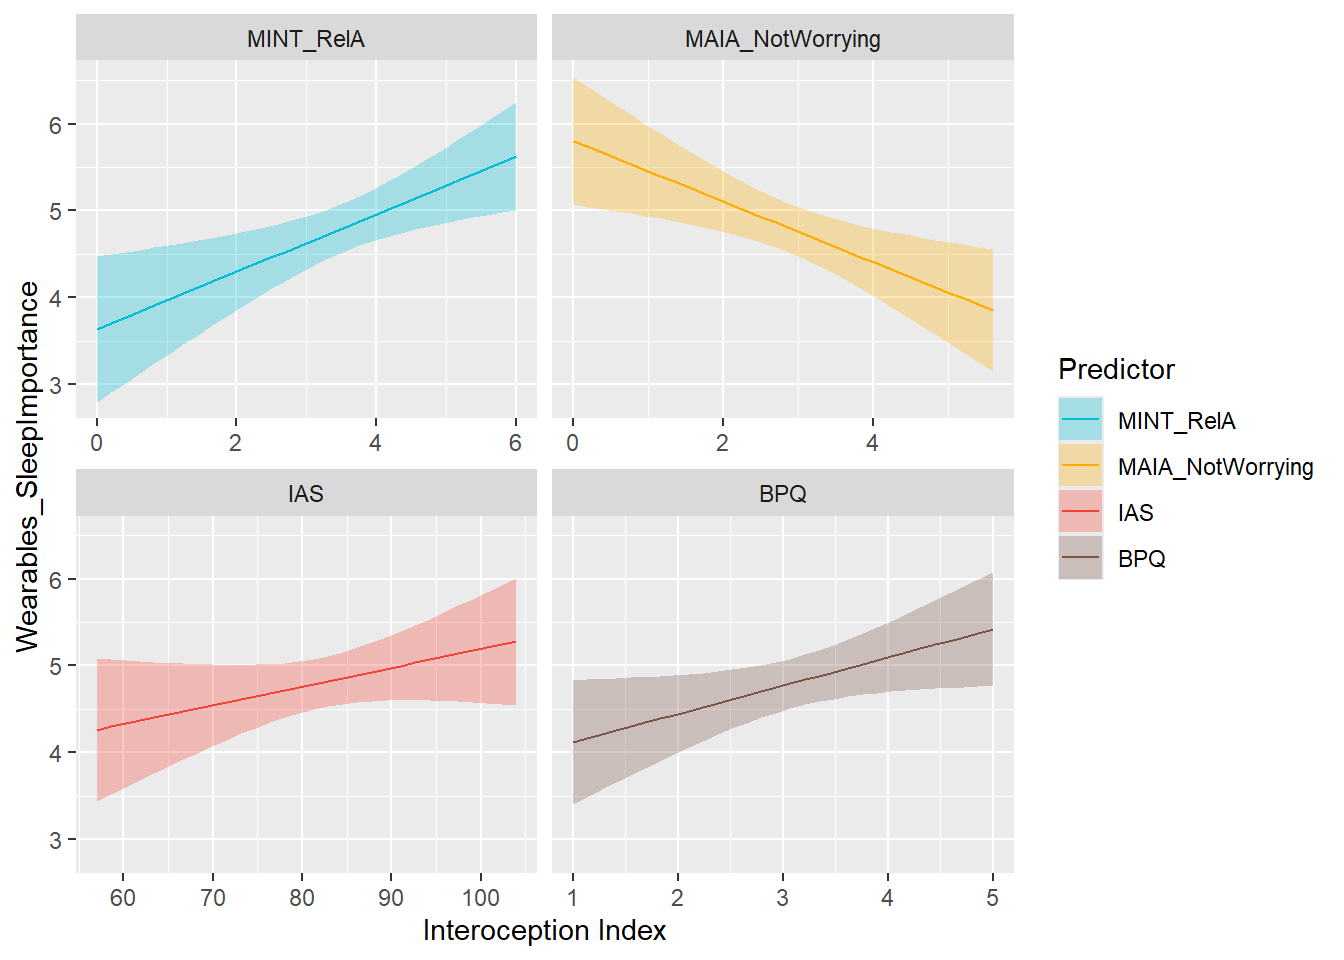 MINT_RelA
MAIA_NotWorrying
6
5
4
3
0 2 4 6
0 2 4
IAS
BPQ
6
5
4
3
60 70 80 90 100
1 2 3 4 5
Wearables_SleepImportance
Interoception Index
Predictor
MINT_RelA
MAIA_NotWorrying
IAS
BPQ